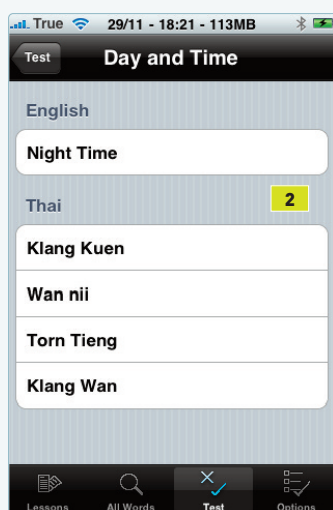 True 29/11 - 18:21 - 113MB
Test Day and Time
English
Night Time
Thai 2
Klang Kuen
Wan nii
Torn Tieng
Klang Wan
Lessons All Words Test Options